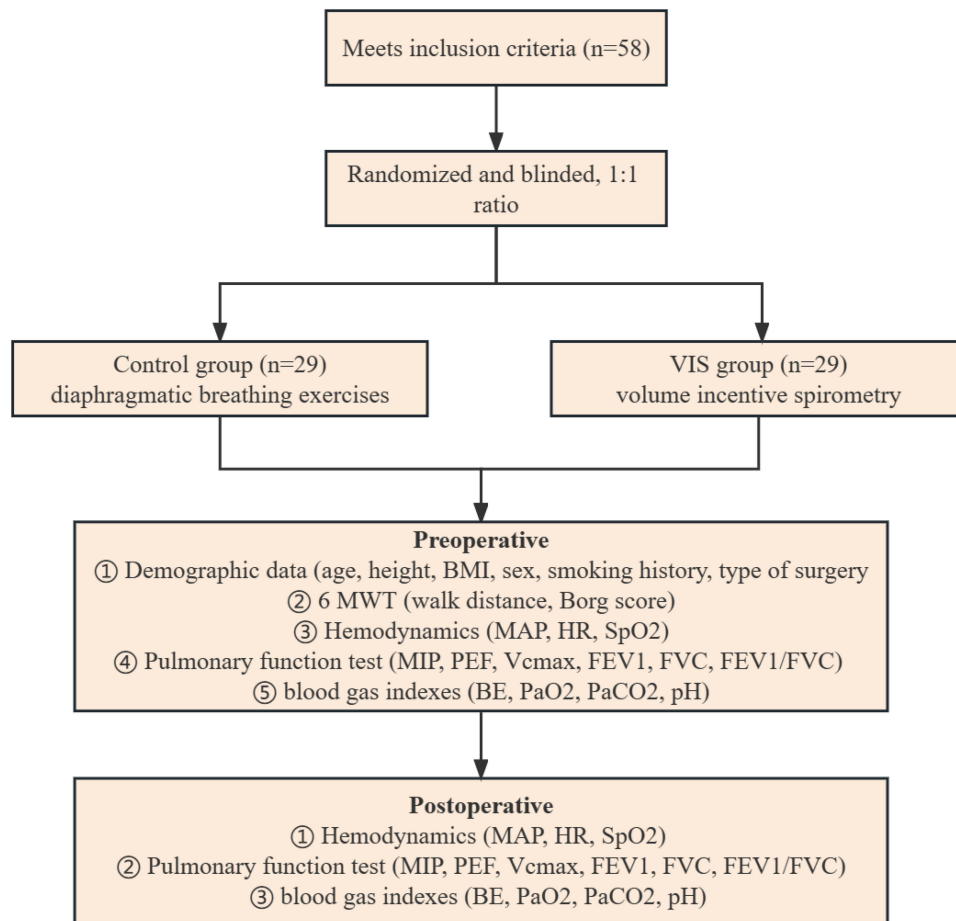 Meets inclusion criteria (n=58)
Randomized and blinded, 1:1
ratio
Control group (n=29)
diaphragmatic breathing exercises
VIS group (n=29)
volume incentive spirometry
Preoperative
① Demographic data (age, height, BMI, sex, smoking history, type of surgery
② 6 MWT (walk distance, Borg score)
③ Hemodynamics (MAP, HR, SpO2)
④ Pulmonary function test (MIP, PEF, Vcmax, FEV1, FVC, FEV1/FVC)
⑤ blood gas indexes (BE, PaO2, PaCO2, pH)
Postoperative
① Hemodynamics (MAP, HR, SpO2)
② Pulmonary function test (MIP, PEF, Vcmax, FEV1, FVC, FEV1/FVC)
③ blood gas indexes (BE, PaO2, PaCO2, pH)